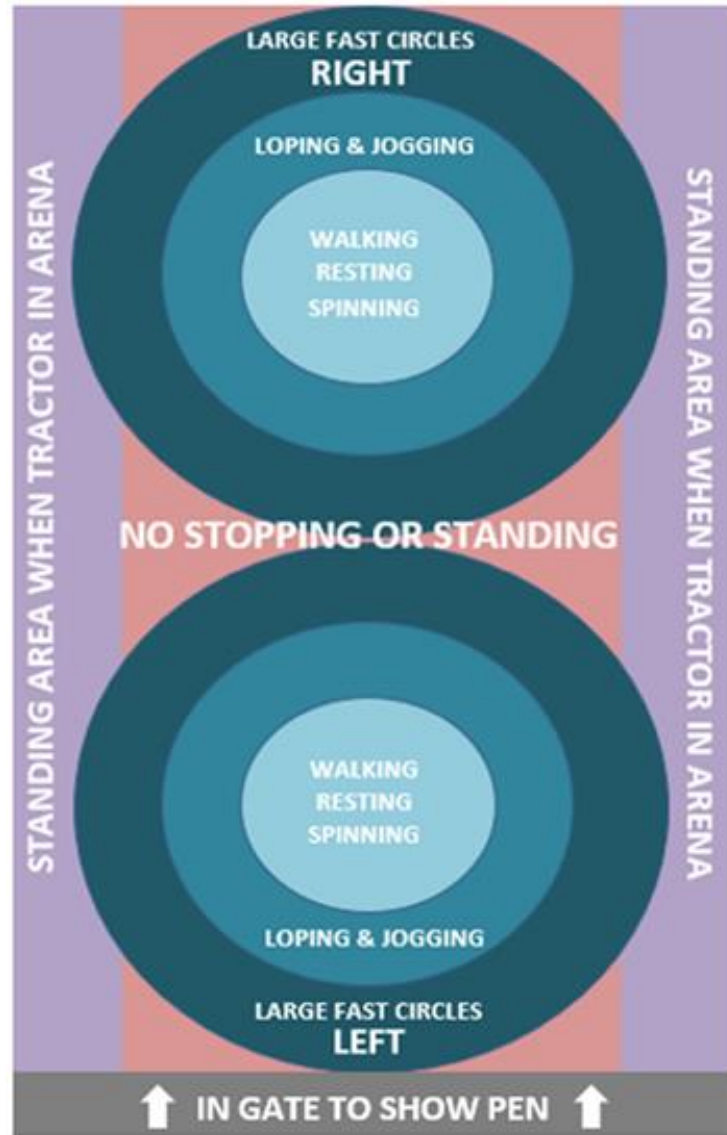 LARGE FAST CIRCLES
RIGHT
LOPING & JOGGING
WALKING
RESTING
SPINNING
STANDING AREA WHEN TRACTOR IN ARENA
STANDING AREA WHEN TRACTOR IN ARENA
NO STOPPING OR STANDING
WALKING
RESTING
SPINNING
LOPING & JOGGING
LARGE FAST CIRCLES
LEFT
IN GATE TO SHOW PEN